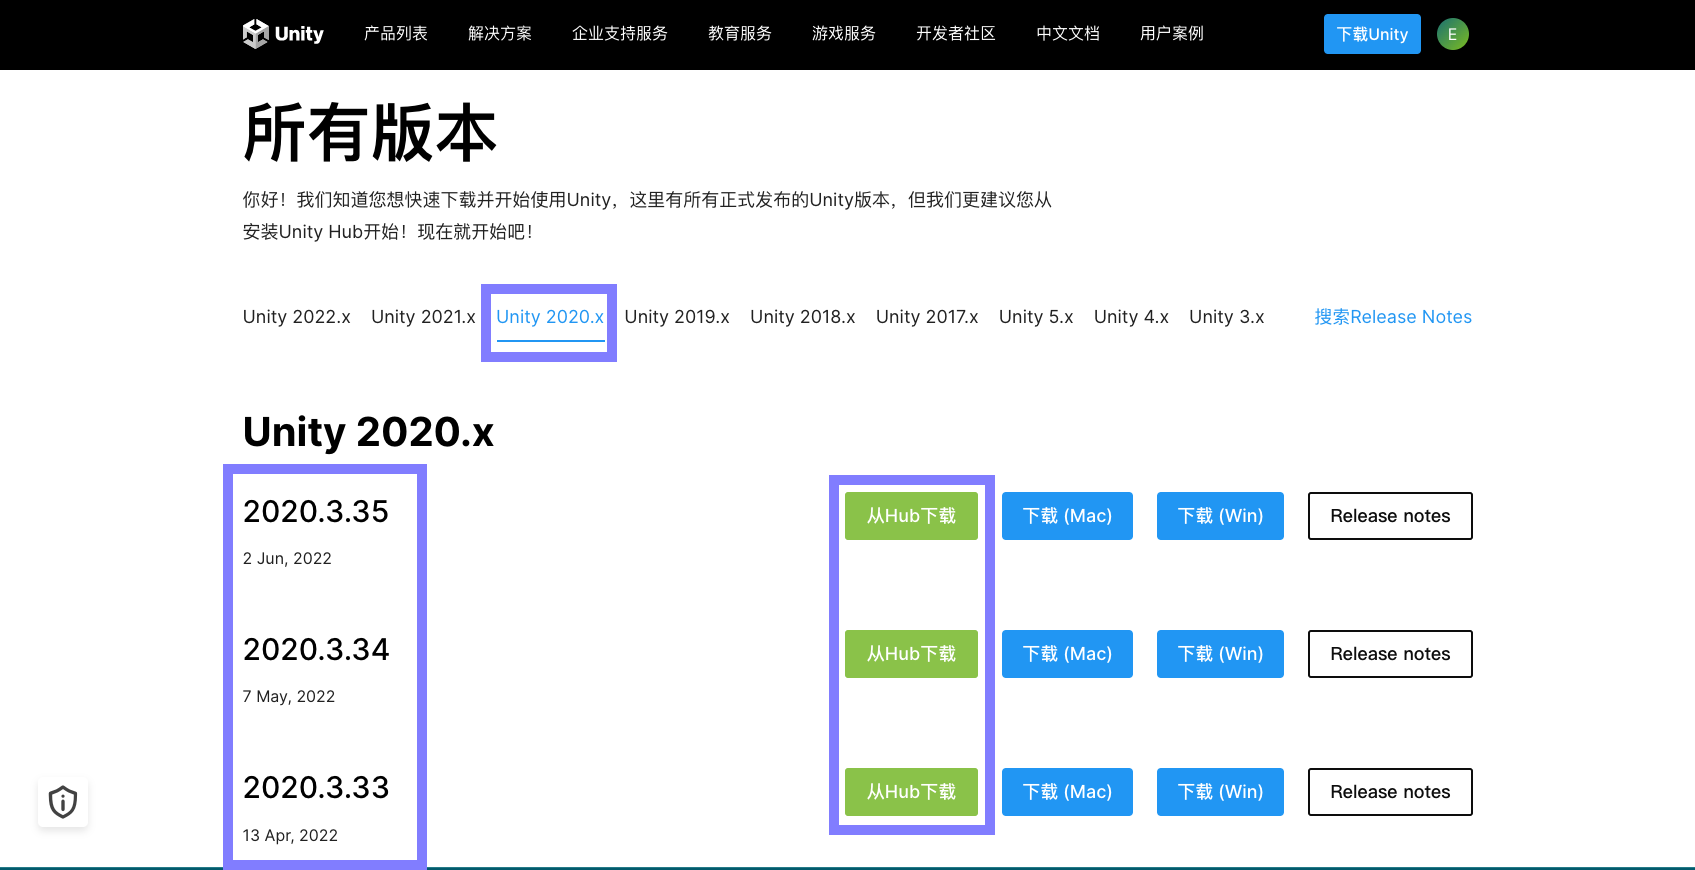 Unity 产品列表 解决方案 企业支持服务 教育服务 游戏服务 开发者社区 中文文档 用户案例 下载Unity E
所有版本
你好！我们知道您想快速下载并开始使用Unity，这里有所有正式发布的Unity版本，但我们更建议您从
安装Unity Hub开始！现在就开始吧！
Unity 2022.x Unity 2021.x Unity 2020.x Unity 2019.x Unity 2018.x Unity 2017.x Unity 5.x Unity 4.x Unity 3.x 搜索Release Notes
Unity 2020.x
2020.3.35 从Hub下载 下载 (Mac) 下载 (Win) Release notes
2 Jun, 2022
2020.3.34 从Hub下载 下载 (Mac) 下载 (Win) Release notes
7 May, 2022
2020.3.33 从Hub下载 下载 (Mac) 下载 (Win) Release notes
13 Apr, 2022